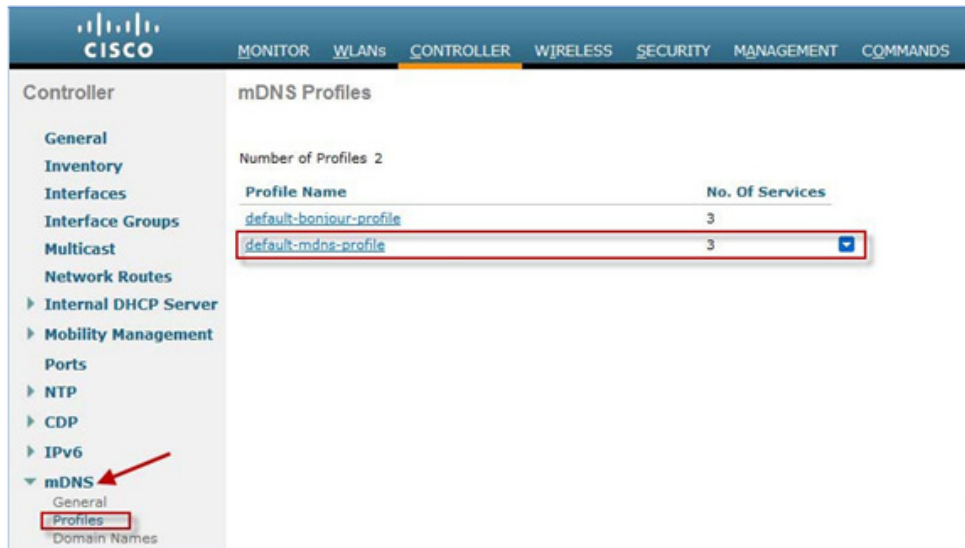 CISCO
MONITOR WLANs CONTROLLER WIRELESS SECURITY MANAGEMENT COMMANDS
Controller
General
Inventory
Interfaces
Interface Groups
Multicast
Network Routes
Internal DHCP Server
Mobility Management
Ports
NTP
CDP
IPv6
mDNS
General
Profiles
Domain Names
mDNS Profiles
Number of Profiles 2
Profile Name No. Of Services
default-bonjour-profile 3
default-mdns-profile 3